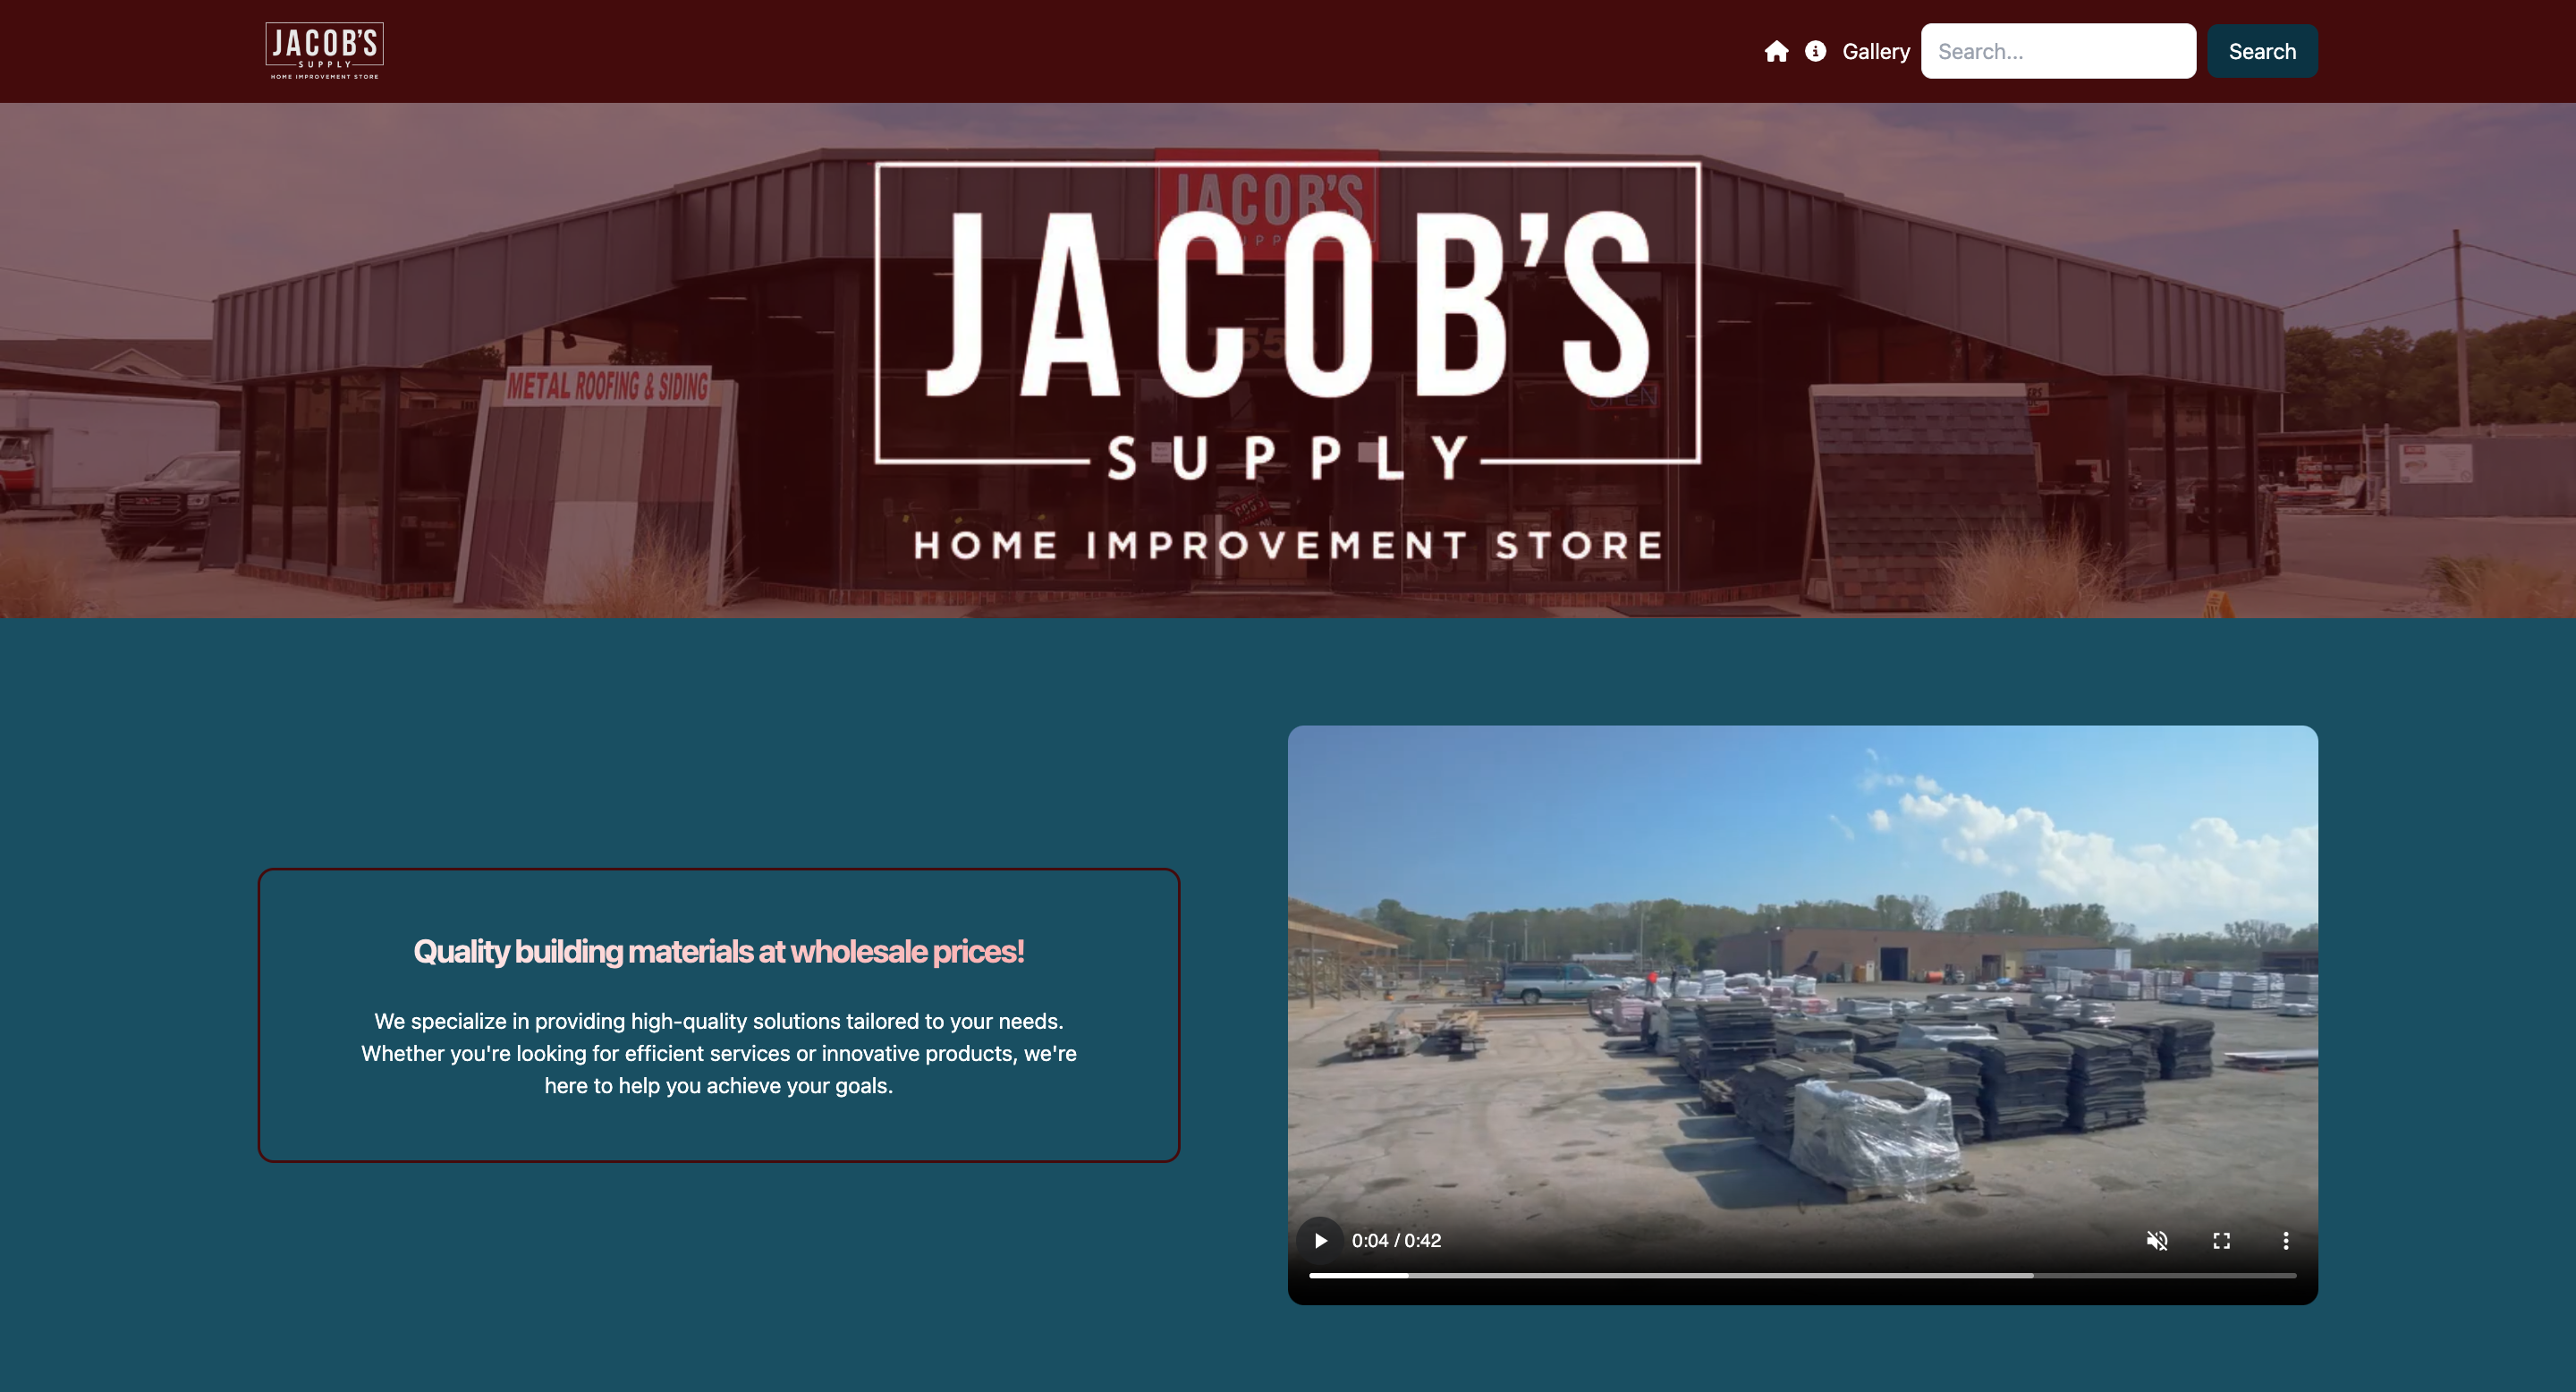 JACOB'S
SUPPLY
HOME IMPROVEMENT STORE
Gallery
Search...
Search
JACOB'S
JACOB'S
SUPPLY
METAL ROOFING & SIDING
OPEN
HOME IMPROVEMENT STORE
Quality building materials at wholesale prices!
We specialize in providing high-quality solutions tailored to your needs.
Whether you're looking for efficient services or innovative products, we're
here to help you achieve your goals.
0:04 / 0:42